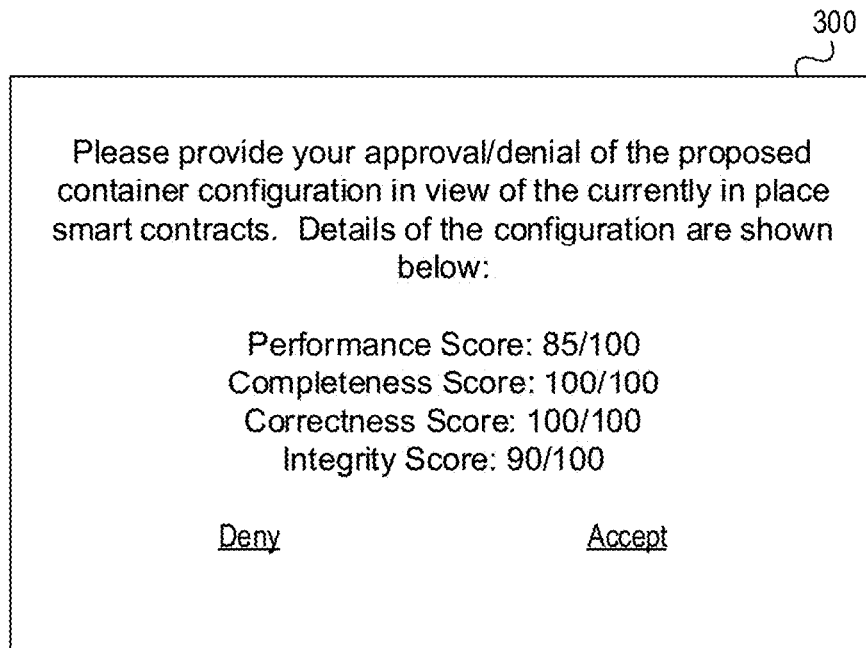 300
Please provide your approval/denial of the proposed
container configuration in view of the currently in place
smart contracts.  Details of the configuration are shown
below:
Performance Score: 85/100
Completeness Score: 100/100
Correctness Score: 100/100
Integrity Score: 90/100
Deny Accept